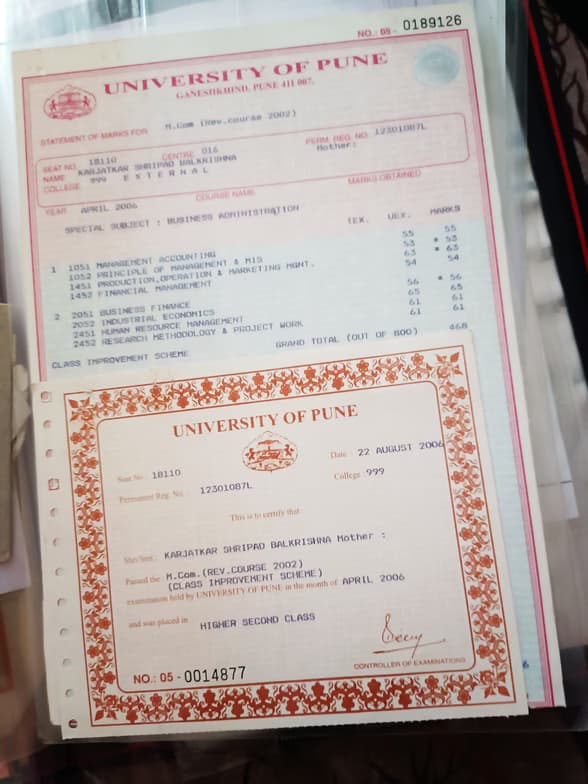 NO.: 05 - 0189126
UNIVERSITY OF PUNE
GANESHKHIND, PUNE 411 007.
STATEMENT OF MARKS FOR M.Com (Rev.course 2002)
SEAT NO. 18110 CENTRE 016 PERM. REG. NO. 12301087L
NAME KARJATKAR SHRIPAD BALKRISHNA Mother:
COLLEGE 999 EXTERNAL
COURSE NAME MARKS OBTAINED
YEAR APRIL 2006
SPECIAL SUBJECT : BUSINESS ADMINISTRATION TEX. UEX. MARKS
1 1051 MANAGEMENT ACCOUNTING 55 55
1052 PRINCIPLE OF MANAGEMENT & MIS 53 * 53
1451 PRODUCTION,OPERATION & MARKETING MGNT. 63 * 63
1452 FINANCIAL MANAGEMENT 54 54
2 2051 BUSINESS FINANCE 56 * 56
2052 INDUSTRIAL ECONOMICS 65 65
2451 HUMAN RESOURCE MANAGEMENT 61 61
2452 RESEARCH METHODOLOGY & PROJECT WORK 61 61
GRAND TOTAL (OUT OF 800) 468
CLASS IMPROVEMENT SCHEME
UNIVERSITY OF PUNE
Seat No 18110 Date : 22 AUGUST 2006
Permanent Reg. No. 12301087L College 999
This is to certify that
Shri/Smt. KARJATKAR SHRIPAD BALKRISHNA Mother :
Passed the M.Com.(REV.COURSE 2002)
(CLASS IMPROVEMENT SCHEME)
examination held by UNIVERSITY OF PUNE in the month of APRIL 2006
and was placed in HIGHER SECOND CLASS
CONTROLLER OF EXAMINATIONS
NO.: 05 - 0014877